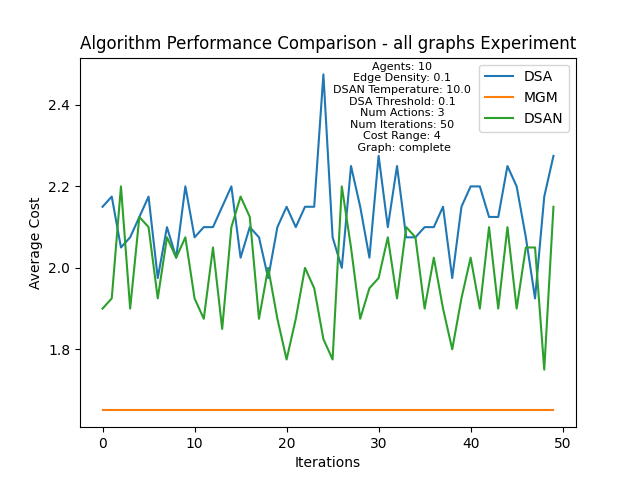 Algorithm Performance Comparison - all graphs Experiment
Agents: 10
Edge Density: 0.1
DSAN Temperature: 10.0
DSA Threshold: 0.1
Num Actions: 3
Num Iterations: 50
Cost Range: 4
Graph: complete
DSA
MGM
DSAN
Average Cost
2.4
2.2
2.0
1.8
0 10 20 30 40 50
Iterations